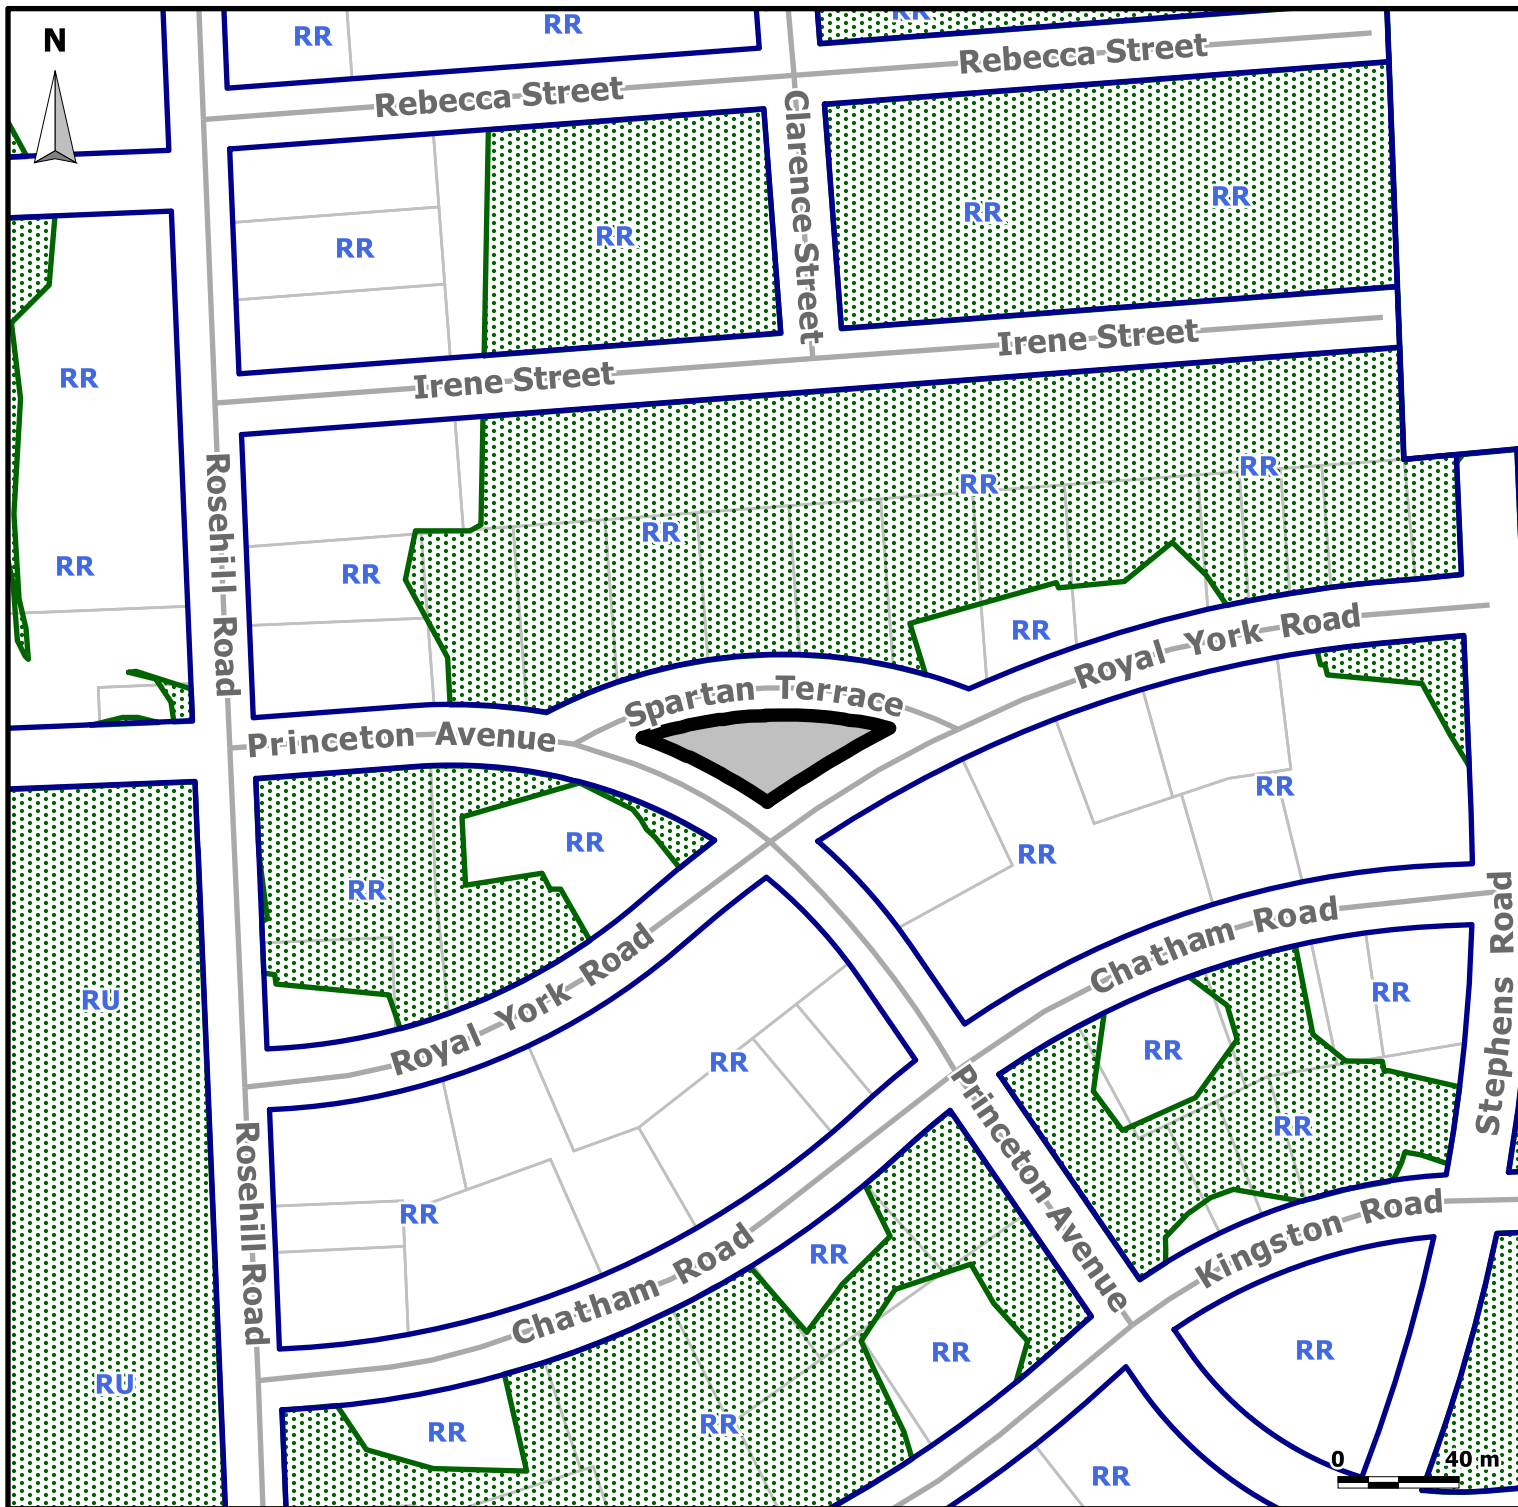 RR
RR
RR
N
Rebecca Street
Rebecca Street
Clarence Street
RR
RR
RR
RR
Irene Street
Irene Street
RR
RR
RR
RR
RR
RR
RR
Rosehill Road
Royal York Road
Spartan Terrace
Princeton Avenue
RR
RR
RR
RR
Chatham Road
Stephens Road
Royal York Road
RU
RR
RR
RR
Princeton Avenue
RR
Rosehill Road
RR
Kingston Road
Chatham Road
RR
RR
RR
RU
RR
RR
RR
0 40 m